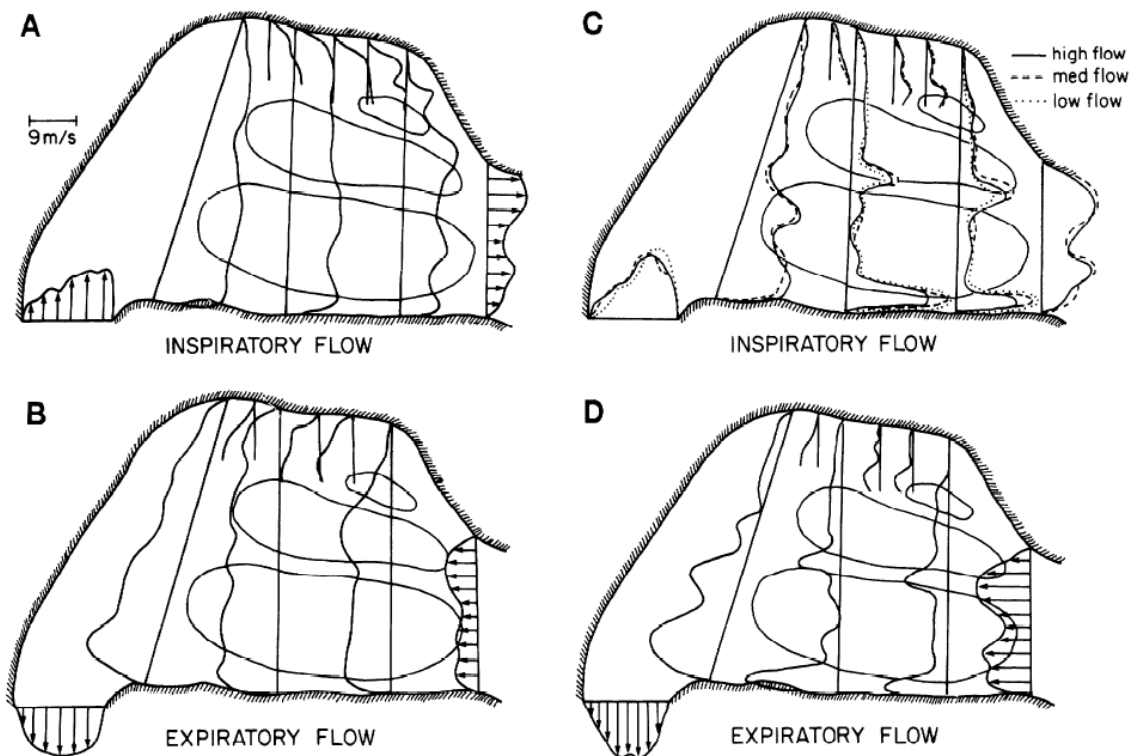 A
C
high flow
med flow
low flow
9m/s
INSPIRATORY FLOW
INSPIRATORY FLOW
B
D
EXPIRATORY FLOW
EXPIRATORY FLOW